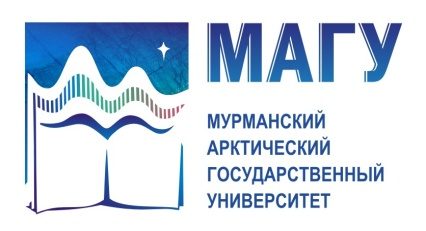 МАГУ
МУРМАНСКИЙ
АРКТИЧЕСКИЙ
ГОСУДАРСТВЕННЫЙ
УНИВЕРСИТЕТ